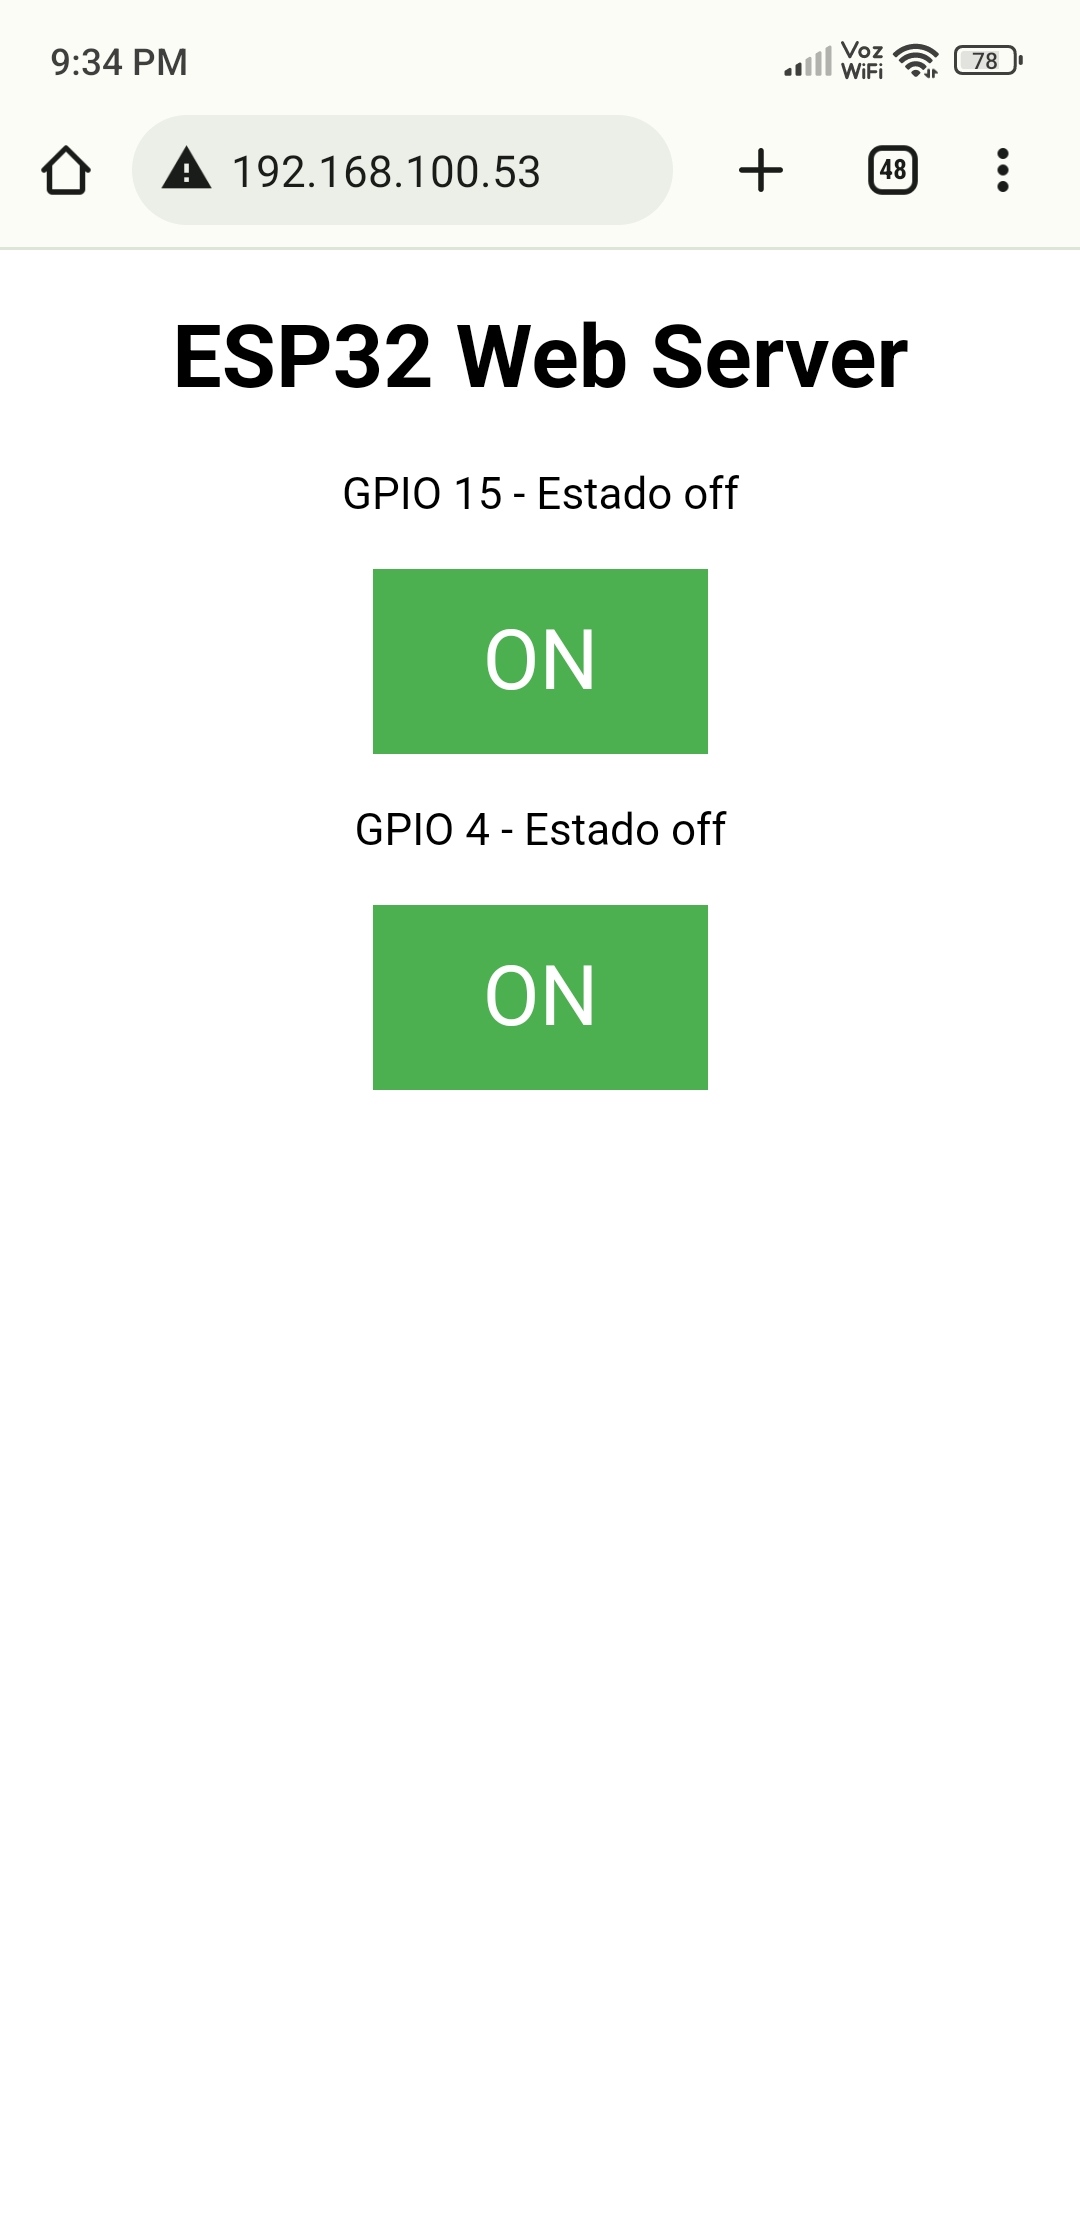 9:34 PM
Voz
WiFi
78
192.168.100.53
48
ESP32 Web Server
GPIO 15 - Estado off
ON
GPIO 4 - Estado off
ON